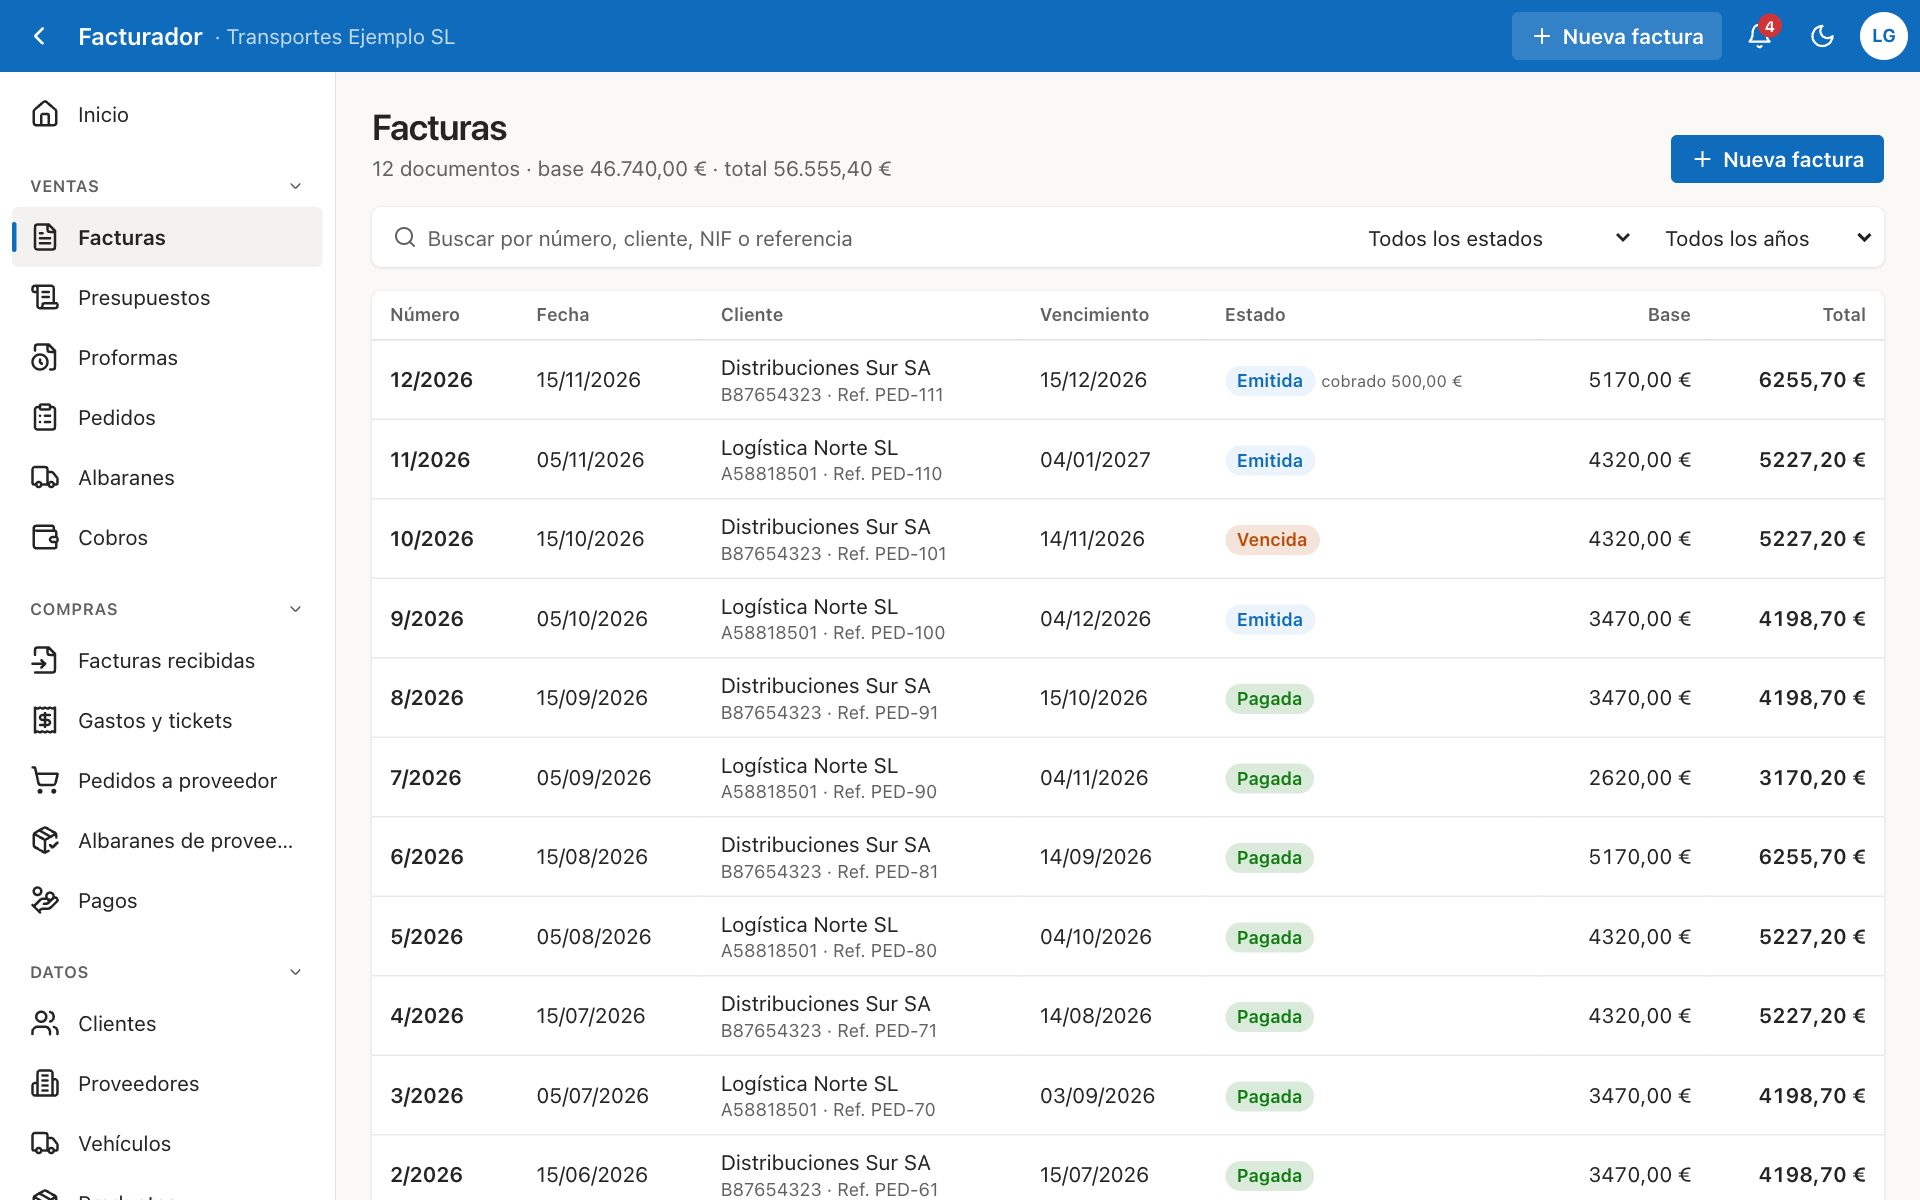 Facturador · Transportes Ejemplo SL
Nueva factura
4
LG
Inicio
VENTAS
Facturas
Presupuestos
Proformas
Pedidos
Albaranes
Cobros
COMPRAS
Facturas recibidas
Gastos y tickets
Pedidos a proveedor
Albaranes de provee...
Pagos
DATOS
Clientes
Proveedores
Vehículos
Facturas
12 documentos · base 46.740,00 € · total 56.555,40 €
Nueva factura
Buscar por número, cliente, NIF o referencia
Todos los estados
Todos los años
Número Fecha Cliente Vencimiento Estado Base Total
12/2026 15/11/2026 Distribuciones Sur SA 15/12/2026 Emitida cobrado 500,00 € 5170,00 € 6255,70 €
B87654323 · Ref. PED-111
11/2026 05/11/2026 Logística Norte SL 04/01/2027 Emitida 4320,00 € 5227,20 €
A58818501 · Ref. PED-110
10/2026 15/10/2026 Distribuciones Sur SA 14/11/2026 Vencida 4320,00 € 5227,20 €
B87654323 · Ref. PED-101
9/2026 05/10/2026 Logística Norte SL 04/12/2026 Emitida 3470,00 € 4198,70 €
A58818501 · Ref. PED-100
8/2026 15/09/2026 Distribuciones Sur SA 15/10/2026 Pagada 3470,00 € 4198,70 €
B87654323 · Ref. PED-91
7/2026 05/09/2026 Logística Norte SL 04/11/2026 Pagada 2620,00 € 3170,20 €
A58818501 · Ref. PED-90
6/2026 15/08/2026 Distribuciones Sur SA 14/09/2026 Pagada 5170,00 € 6255,70 €
B87654323 · Ref. PED-81
5/2026 05/08/2026 Logística Norte SL 04/10/2026 Pagada 4320,00 € 5227,20 €
A58818501 · Ref. PED-80
4/2026 15/07/2026 Distribuciones Sur SA 14/08/2026 Pagada 4320,00 € 5227,20 €
B87654323 · Ref. PED-71
3/2026 05/07/2026 Logística Norte SL 03/09/2026 Pagada 3470,00 € 4198,70 €
A58818501 · Ref. PED-70
2/2026 15/06/2026 Distribuciones Sur SA 15/07/2026 Pagada 3470,00 € 4198,70 €
B87654323 · Ref. PED-61